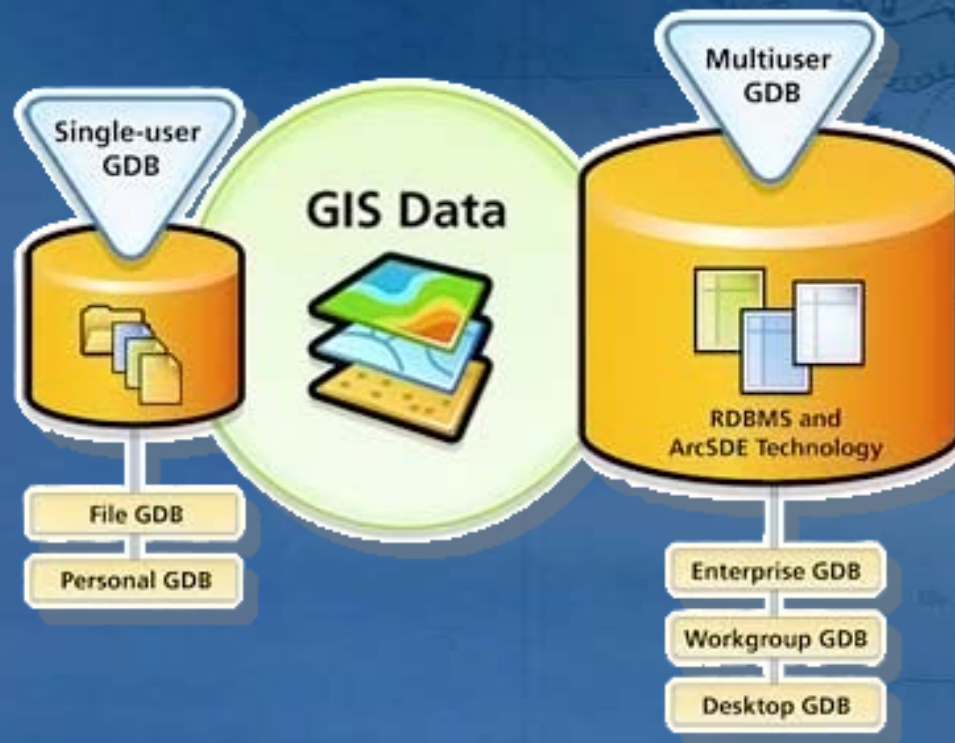 Single-user
GDB
File GDB
Personal GDB
GIS Data
Multiuser
GDB
RDBMS and
ArcSDE Technology
Enterprise GDB
Workgroup GDB
Desktop GDB